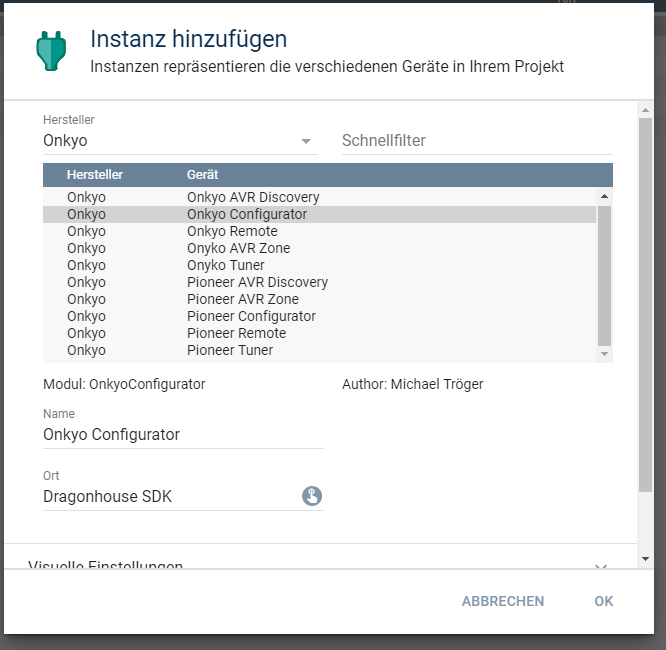 Instanz hinzufügen
Instanzen repräsentieren die verschiedenen Geräte in Ihrem Projekt
Hersteller
Onkyo Schnellfilter
Hersteller Gerät
Onkyo Onkyo AVR Discovery
Onkyo Onkyo Configurator
Onkyo Onkyo Remote
Onkyo Onyko AVR Zone
Onkyo Onyko Tuner
Onkyo Pioneer AVR Discovery
Onkyo Pioneer AVR Zone
Onkyo Pioneer Configurator
Onkyo Pioneer Remote
Onkyo Pioneer Tuner
Modul: OnkyoConfigurator Author: Michael Tröger
Name
Onkyo Configurator
Ort
Dragonhouse SDK
Visuelle Einstellungen
ABBRECHEN OK